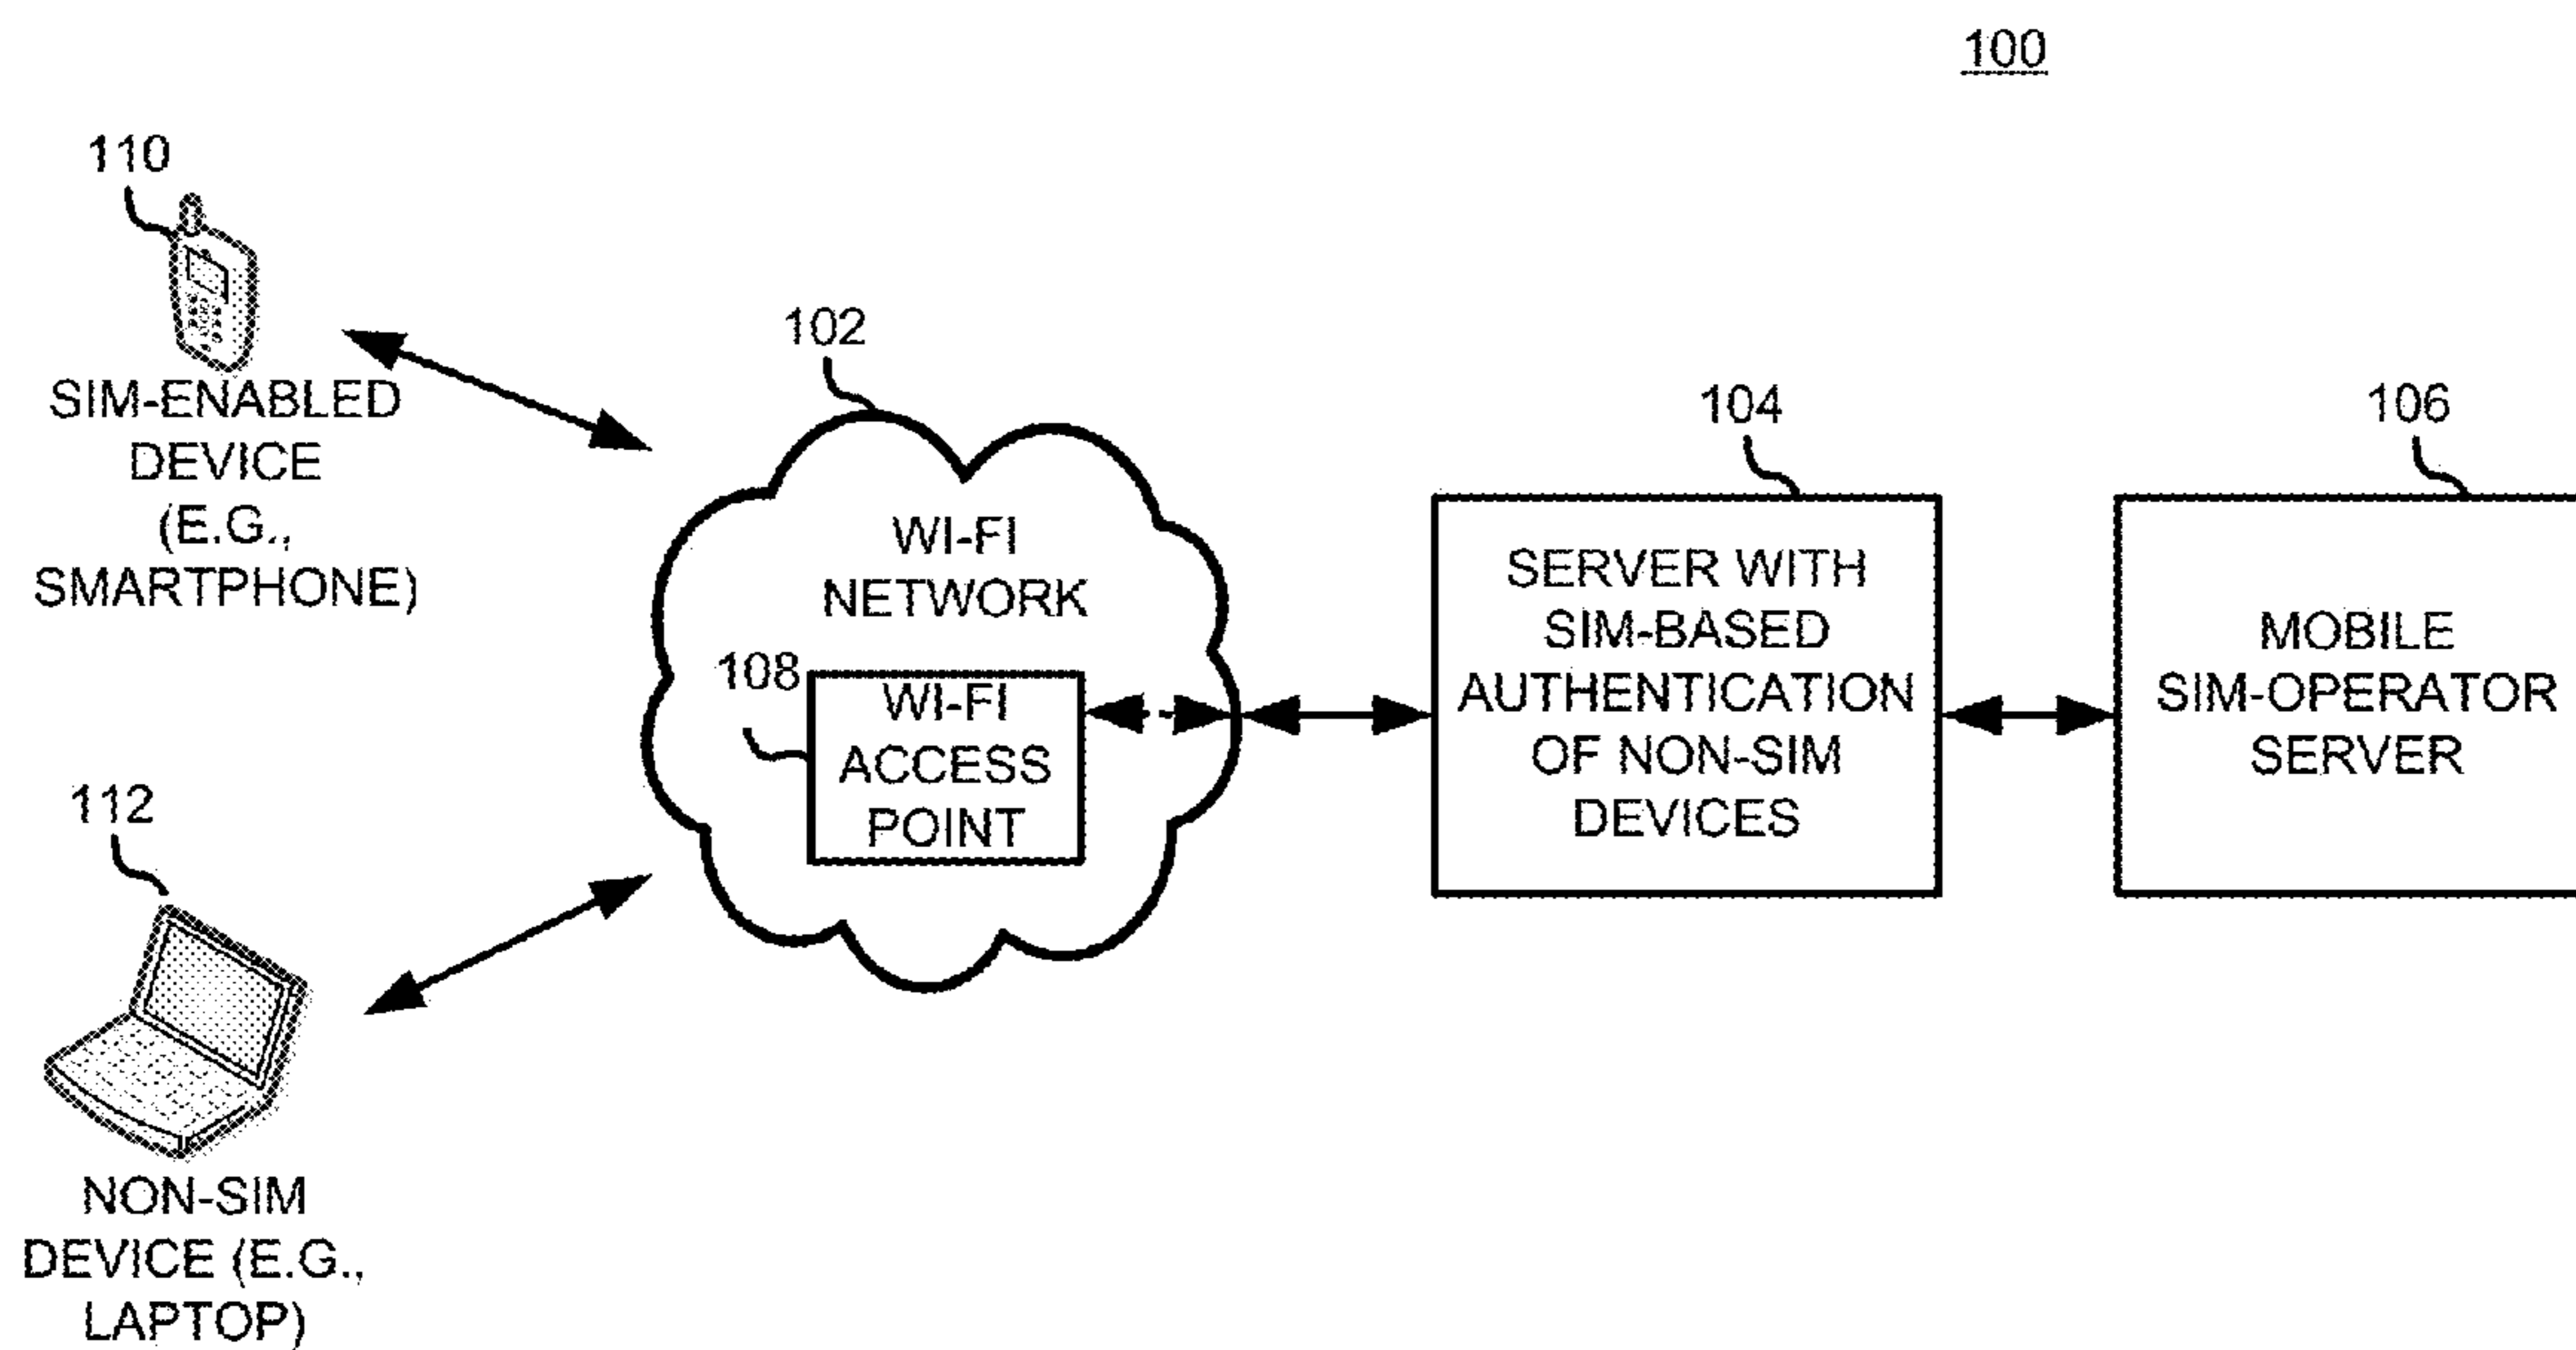 100
110
SIM-ENABLED
DEVICE
(E.G.,
SMARTPHONE)
102
WI-FI
NETWORK
108
WI-FI
ACCESS
POINT
104
SERVER WITH
SIM-BASED
AUTHENTICATION
OF NON-SIM
DEVICES
106
MOBILE
SIM-OPERATOR
SERVER
112
NON-SIM
DEVICE (E.G.,
LAPTOP)